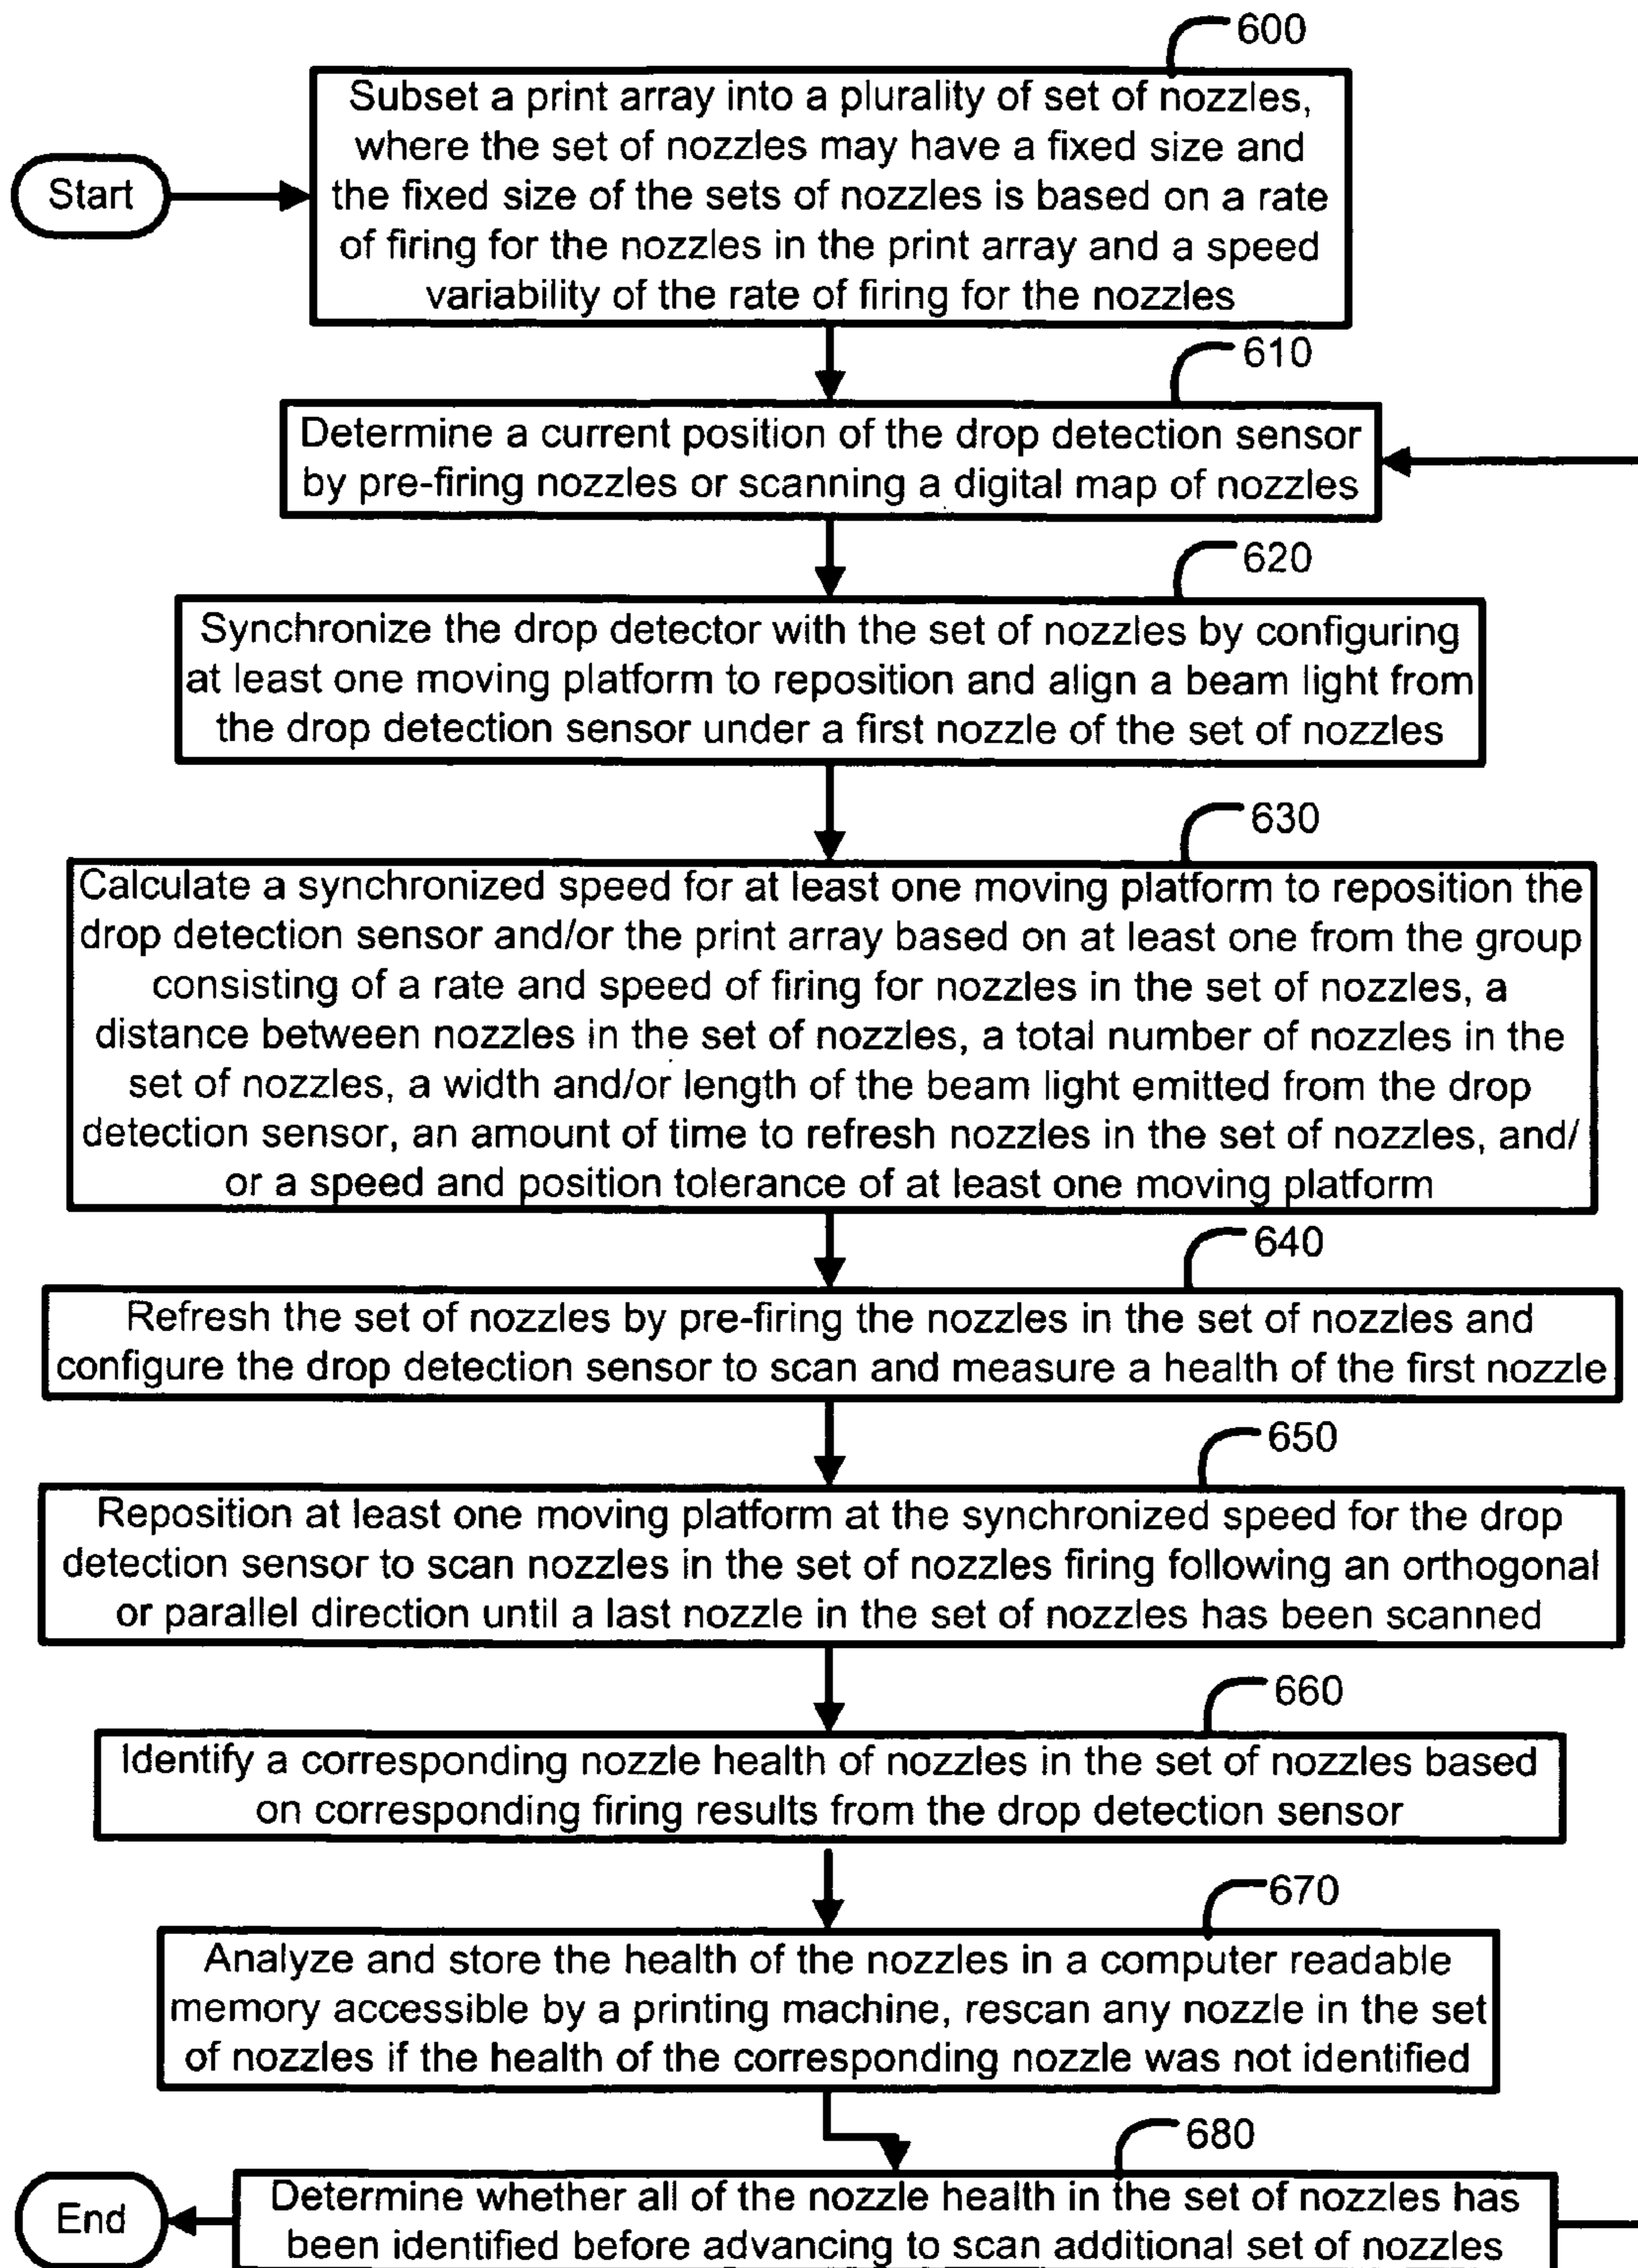 600
Subset a print array into a plurality of set of nozzles,
where the set of nozzles may have a fixed size and
the fixed size of the sets of nozzles is based on a rate
of firing for the nozzles in the print array and a speed
variability of the rate of firing for the nozzles
Start
610
Determine a current position of the drop detection sensor
by pre-firing nozzles or scanning a digital map of nozzles
620
Synchronize the drop detector with the set of nozzles by configuring
at least one moving platform to reposition and align a beam light from
the drop detection sensor under a first nozzle of the set of nozzles
630
Calculate a synchronized speed for at least one moving platform to reposition the
drop detection sensor and/or the print array based on at least one from the group
consisting of a rate and speed of firing for nozzles in the set of nozzles, a
distance between nozzles in the set of nozzles, a total number of nozzles in the
set of nozzles, a width and/or length of the beam light emitted from the drop
detection sensor, an amount of time to refresh nozzles in the set of nozzles, and/
or a speed and position tolerance of at least one moving platform
640
Refresh the set of nozzles by pre-firing the nozzles in the set of nozzles and
configure the drop detection sensor to scan and measure a health of the first nozzle
650
Reposition at least one moving platform at the synchronized speed for the drop
detection sensor to scan nozzles in the set of nozzles firing following an orthogonal
or parallel direction until a last nozzle in the set of nozzles has been scanned
660
Identify a corresponding nozzle health of nozzles in the set of nozzles based
on corresponding firing results from the drop detection sensor
670
Analyze and store the health of the nozzles in a computer readable
memory accessible by a printing machine, rescan any nozzle in the set
of nozzles if the health of the corresponding nozzle was not identified
680
Determine whether all of the nozzle health in the set of nozzles has
been identified before advancing to scan additional set of nozzles
End